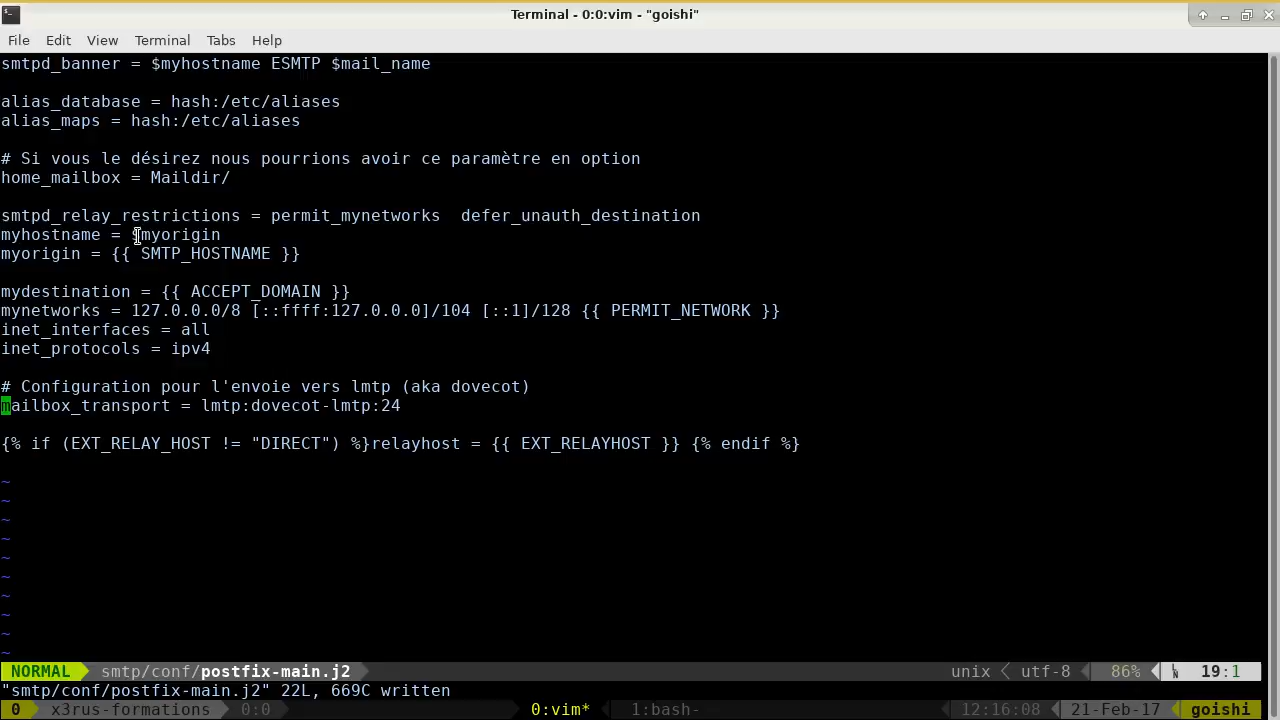 Terminal - 0:0:vim - "goishi"
File Edit View Terminal Tabs Help
smtpd_banner = $myhostname ESMTP $mail_name
alias_database = hash:/etc/aliases
alias_maps = hash:/etc/aliases
# Si vous le désirez nous pourrions avoir ce paramètre en option
home_mailbox = Maildir/
smtpd_relay_restrictions = permit_mynetworks  defer_unauth_destination
myhostname = $myorigin
myorigin = {{ SMTP_HOSTNAME }}
mydestination = {{ ACCEPT_DOMAIN }}
mynetworks = 127.0.0.0/8 [::ffff:127.0.0.0]/104 [::1]/128 {{ PERMIT_NETWORK }}
inet_interfaces = all
inet_protocols = ipv4
# Configuration pour l'envoie vers lmtp (aka dovecot)
mailbox_transport = lmtp:dovecot-lmtp:24
{% if (EXT_RELAY_HOST != "DIRECT") %}relayhost = {{ EXT_RELAYHOST }} {% endif %}
~
~
~
~
~
~
~
~
~
~
NORMAL smtp/conf/postfix-main.j2 unix utf-8 86% 19:1
"smtp/conf/postfix-main.j2" 22L, 669C written
0 x3rus-formations 0:0 0:vim* 1:bash- 12:16:08 21-Feb-17 goishi